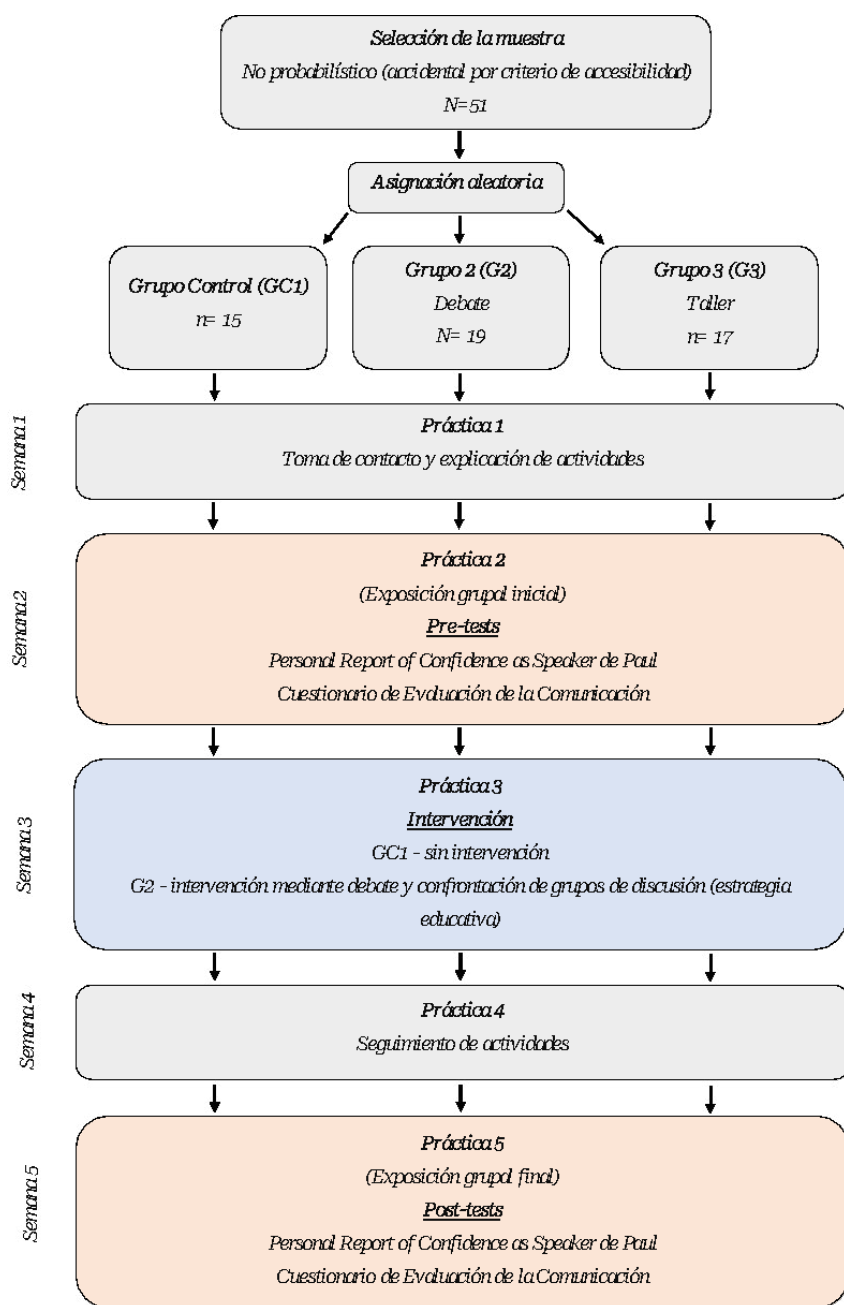 Selección de la muestra
No probabilístico (accidental por criterio de accesibilidad)
N=51
Asignación aleatoria
Grupo Control (GC1)
n= 15
Grupo 2 (G2)
Debate
N= 19
Grupo 3 (G3)
Taller
n= 17
Semana 1
Práctica 1
Toma de contacto y explicación de actividades
Semana 2
Práctica 2
(Exposición grupal inicial)
Pre-tests
Personal Report of Confidence as Speaker de Paul
Cuestionario de Evaluación de la Comunicación
Semana 3
Práctica 3
Intervención
GC1 - sin intervención
G2 - intervención mediante debate y confrontación de grupos de discusión (estrategia
educativa)
Semana 4
Práctica 4
Seguimiento de actividades
Semana 5
Práctica 5
(Exposición grupal final)
Post-tests
Personal Report of Confidence as Speaker de Paul
Cuestionario de Evaluación de la Comunicación